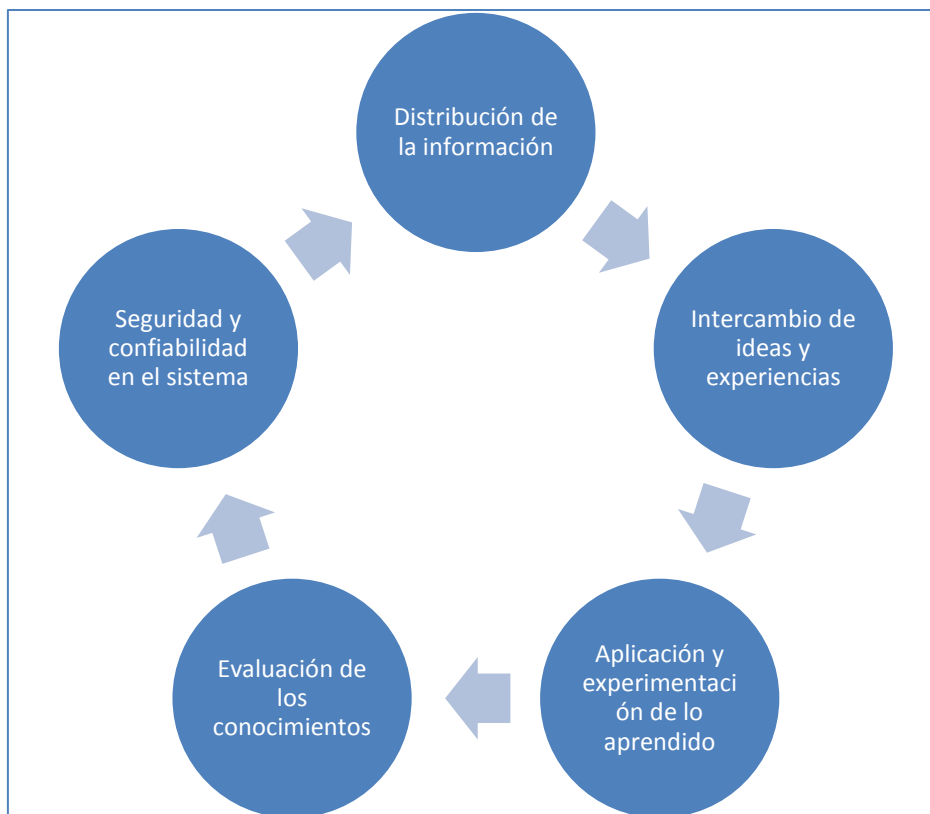 Distribución de
la información
Intercambio de
ideas y
experiencias
Aplicación y
experimentaci
ón de lo
aprendido
Evaluación de
los
conocimientos
Seguridad y
confiabilidad
en el sistema